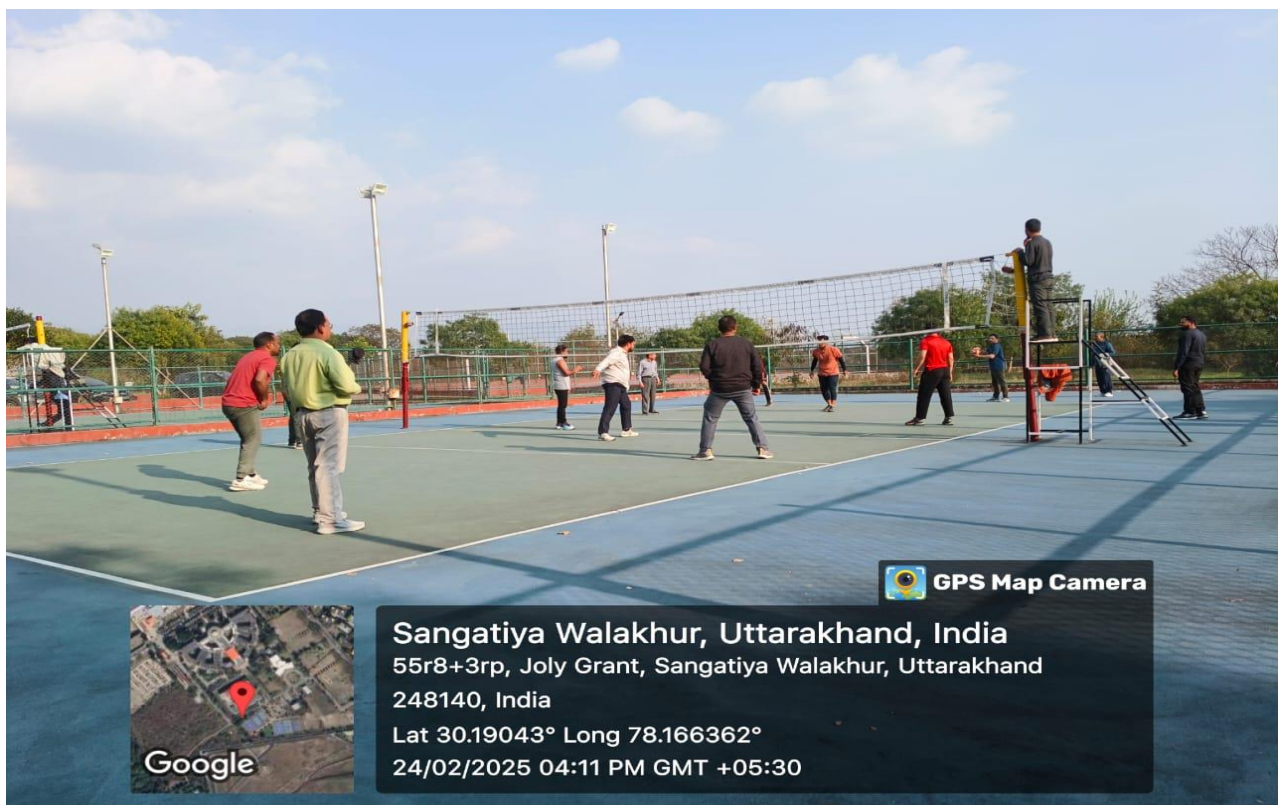 GPS Map Camera
Sangatiya Walakhur, Uttarakhand, India
55r8+3rp, Joly Grant, Sangatiya Walakhur, Uttarakhand
248140, India
Lat 30.19043° Long 78.166362°
24/02/2025 04:11 PM GMT +05:30
Google